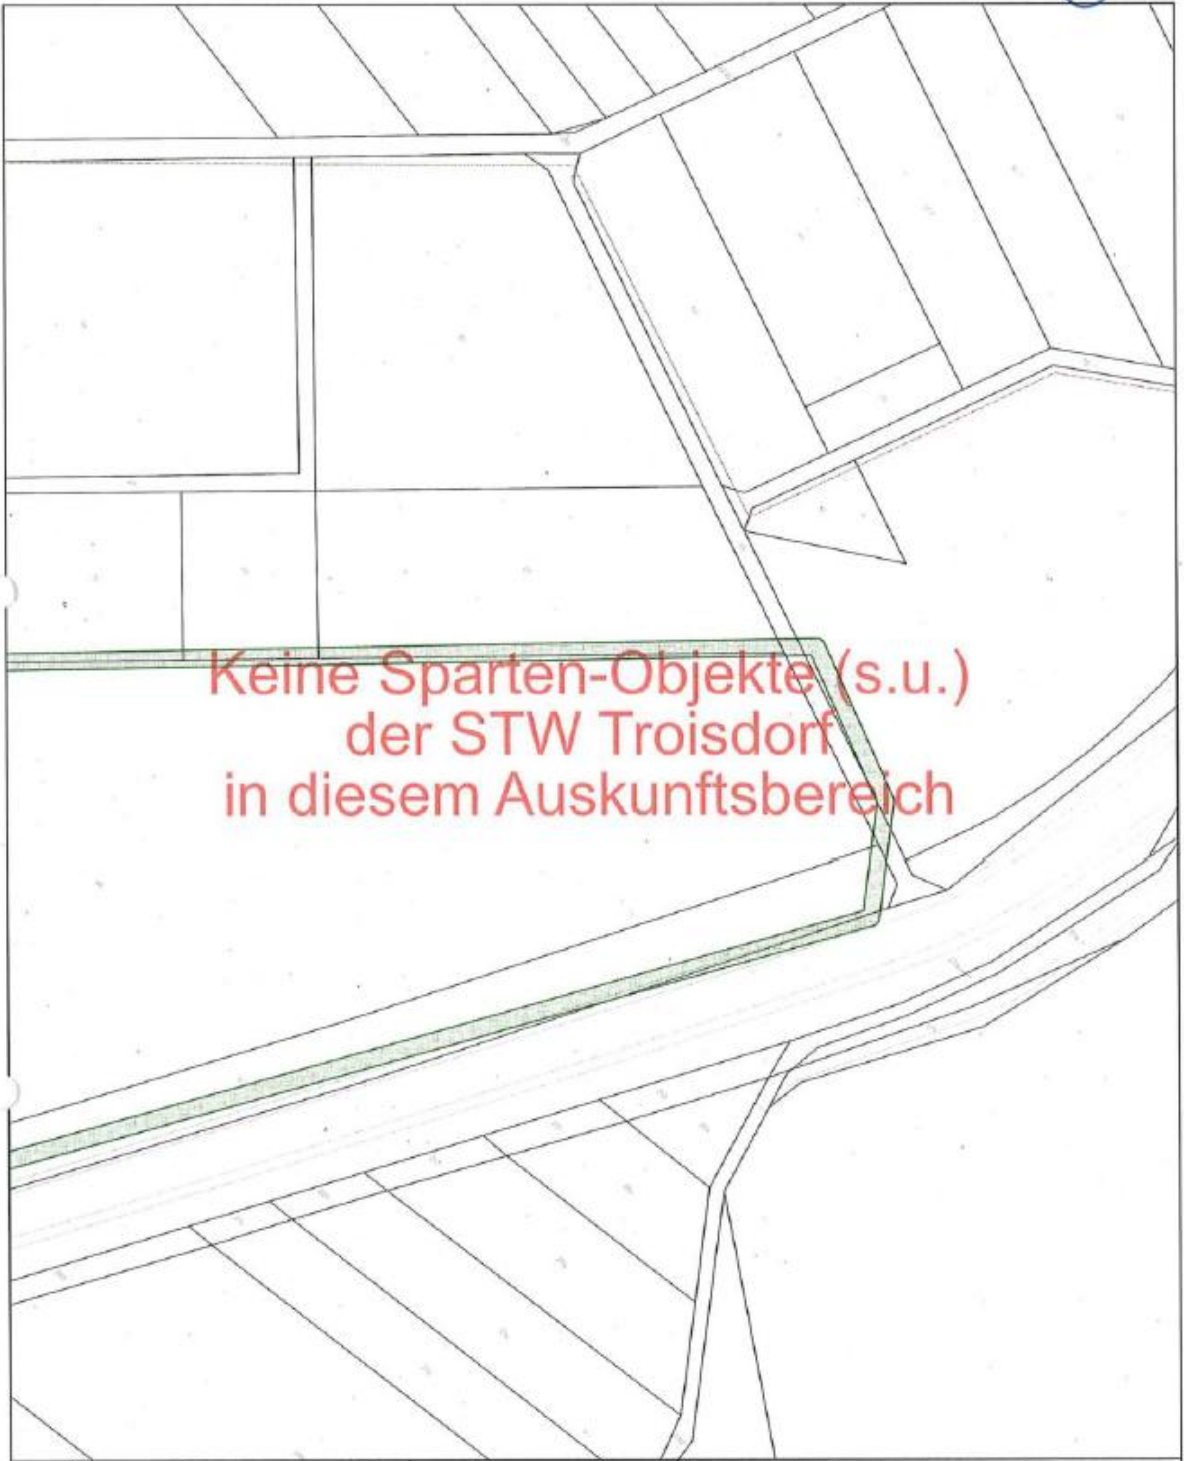 Keine Sparten-Objekte (s.u.)
der STW Troisdorf
in diesem Auskunftsbereich